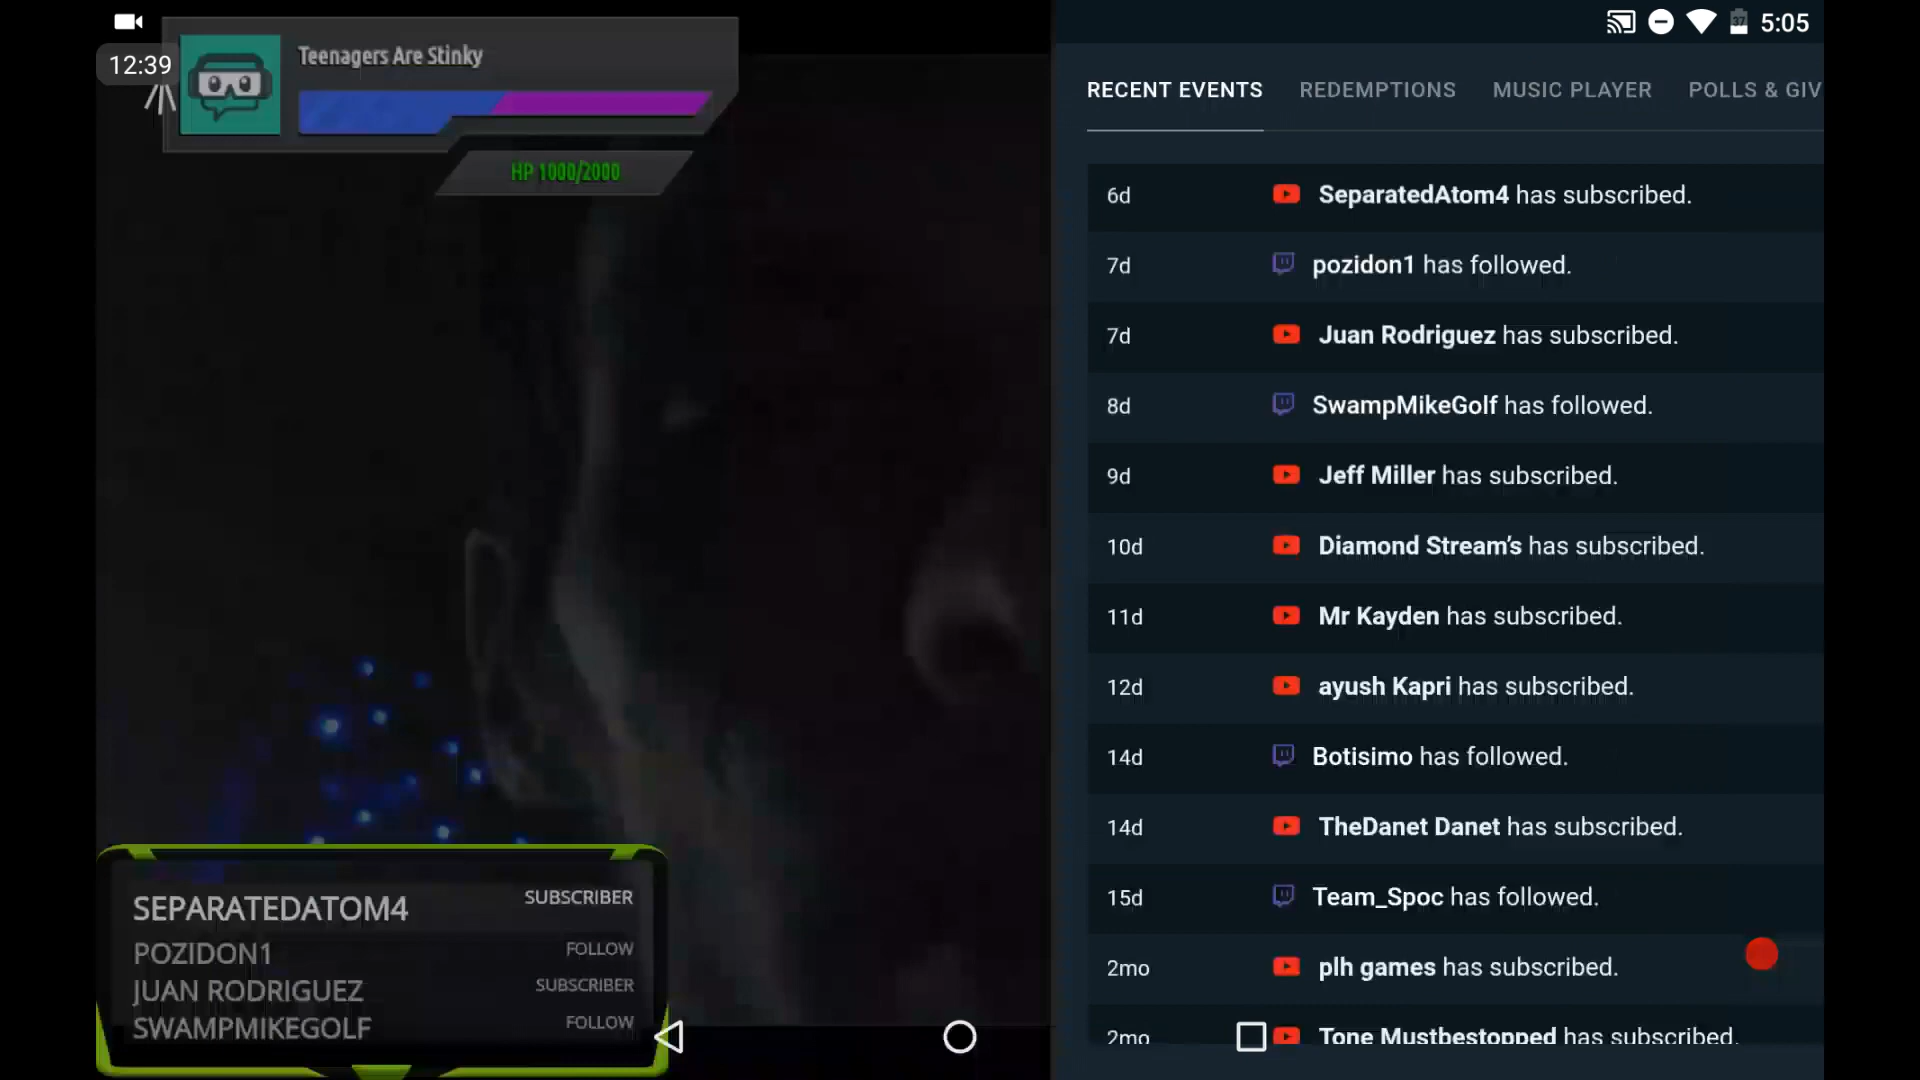 5:05
12:39
Teenagers Are Stinky
HP 1000/2000
RECENT EVENTS REDEMPTIONS MUSIC PLAYER POLLS & GIV
6d SeparatedAtom4 has subscribed.
7d pozidon1 has followed.
7d Juan Rodriguez has subscribed.
8d SwampMikeGolf has followed.
9d Jeff Miller has subscribed.
10d Diamond Stream's has subscribed.
11d Mr Kayden has subscribed.
12d ayush Kapri has subscribed.
14d Botisimo has followed.
14d TheDanet Danet has subscribed.
15d Team_Spoc has followed.
2mo plh games has subscribed.
2mo Tone Mustbestopped has subscribed.
SEPARATEDATOM4 SUBSCRIBER
POZIDON1 FOLLOW
JUAN RODRIGUEZ SUBSCRIBER
SWAMPMIKEGOLF FOLLOW